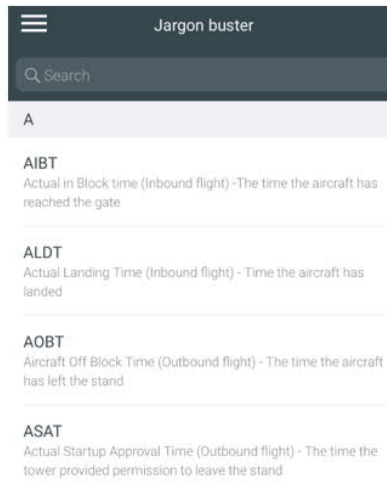 Jargon buster
Search
A
AIBT
Actual in Block time (Inbound flight) -The time the aircraft has
reached the gate
ALDT
Actual Landing Time (Inbound flight) - Time the aircraft has
landed
AOBT
Aircraft Off Block Time (Outbound flight) - The time the aircraft
has left the stand
ASAT
Actual Startup Approval Time (Outbound flight) - The time the
tower provided permission to leave the stand